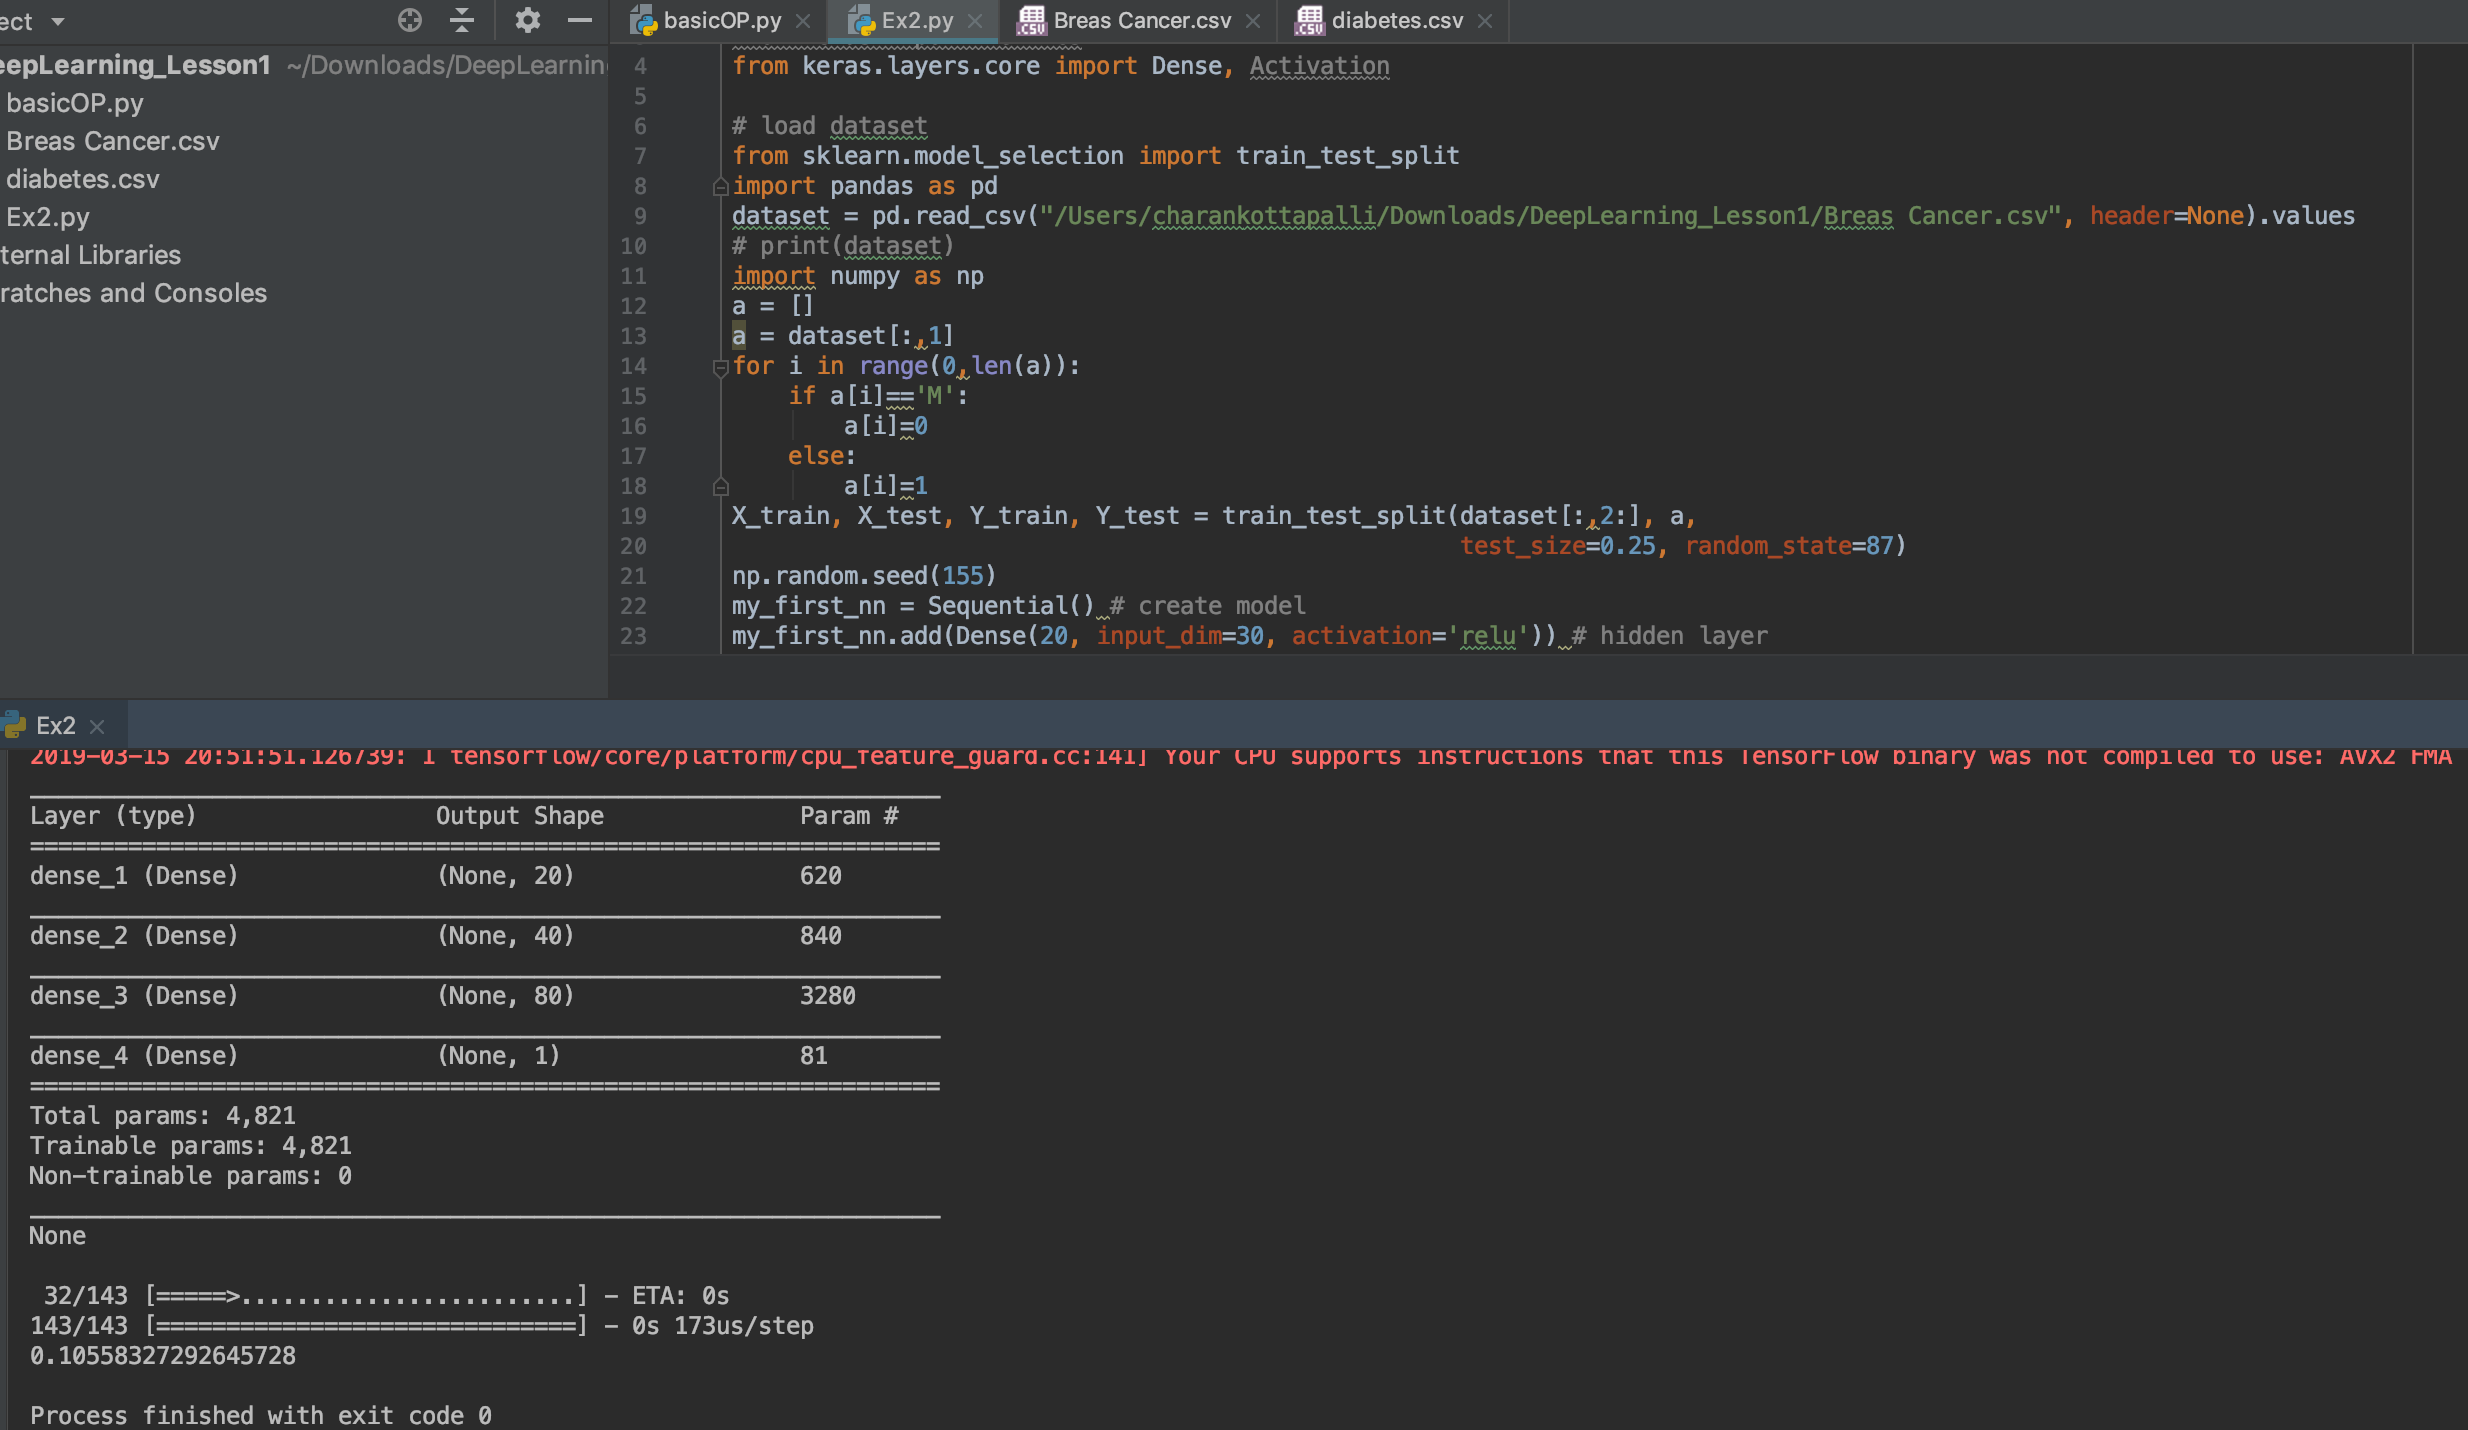 ect
basicOP.py
Ex2.py
Breas Cancer.csv
diabetes.csv
eepLearning_Lesson1 ~/Downloads/DeepLearnin
basicOP.py
Breas Cancer.csv
diabetes.csv
Ex2.py
ternal Libraries
ratches and Consoles
4 from keras.layers.core import Dense, Activation
5
6 # load dataset
7 from sklearn.model_selection import train_test_split
8 import pandas as pd
9 dataset = pd.read_csv("/Users/charankottapalli/Downloads/DeepLearning_Lesson1/Breas Cancer.csv", header=None).values
10 # print(dataset)
11 import numpy as np
12 a = []
13 a = dataset[:,1]
14 for i in range(0,len(a)):
15 if a[i]=='M':
16 a[i]=0
17 else:
18 a[i]=1
19 X_train, X_test, Y_train, Y_test = train_test_split(dataset[:,2:], a,
20 test_size=0.25, random_state=87)
21 np.random.seed(155)
22 my_first_nn = Sequential() # create model
23 my_first_nn.add(Dense(20, input_dim=30, activation='relu')) # hidden layer
Ex2
2019-03-15 20:51:51.126739: I tensorflow/core/platform/cpu_feature_guard.cc:141] Your CPU supports instructions that this TensorFlow binary was not compiled to use: AVX2 FMA
_________________________________________________________________
Layer (type) Output Shape Param #
=================================================================
dense_1 (Dense) (None, 20) 620
_________________________________________________________________
dense_2 (Dense) (None, 40) 840
_________________________________________________________________
dense_3 (Dense) (None, 80) 3280
_________________________________________________________________
dense_4 (Dense) (None, 1) 81
=================================================================
Total params: 4,821
Trainable params: 4,821
Non-trainable params: 0
_________________________________________________________________
None
32/143 [=====>........................] - ETA: 0s
143/143 [==============================] - 0s 173us/step
0.10558327292645728
Process finished with exit code 0